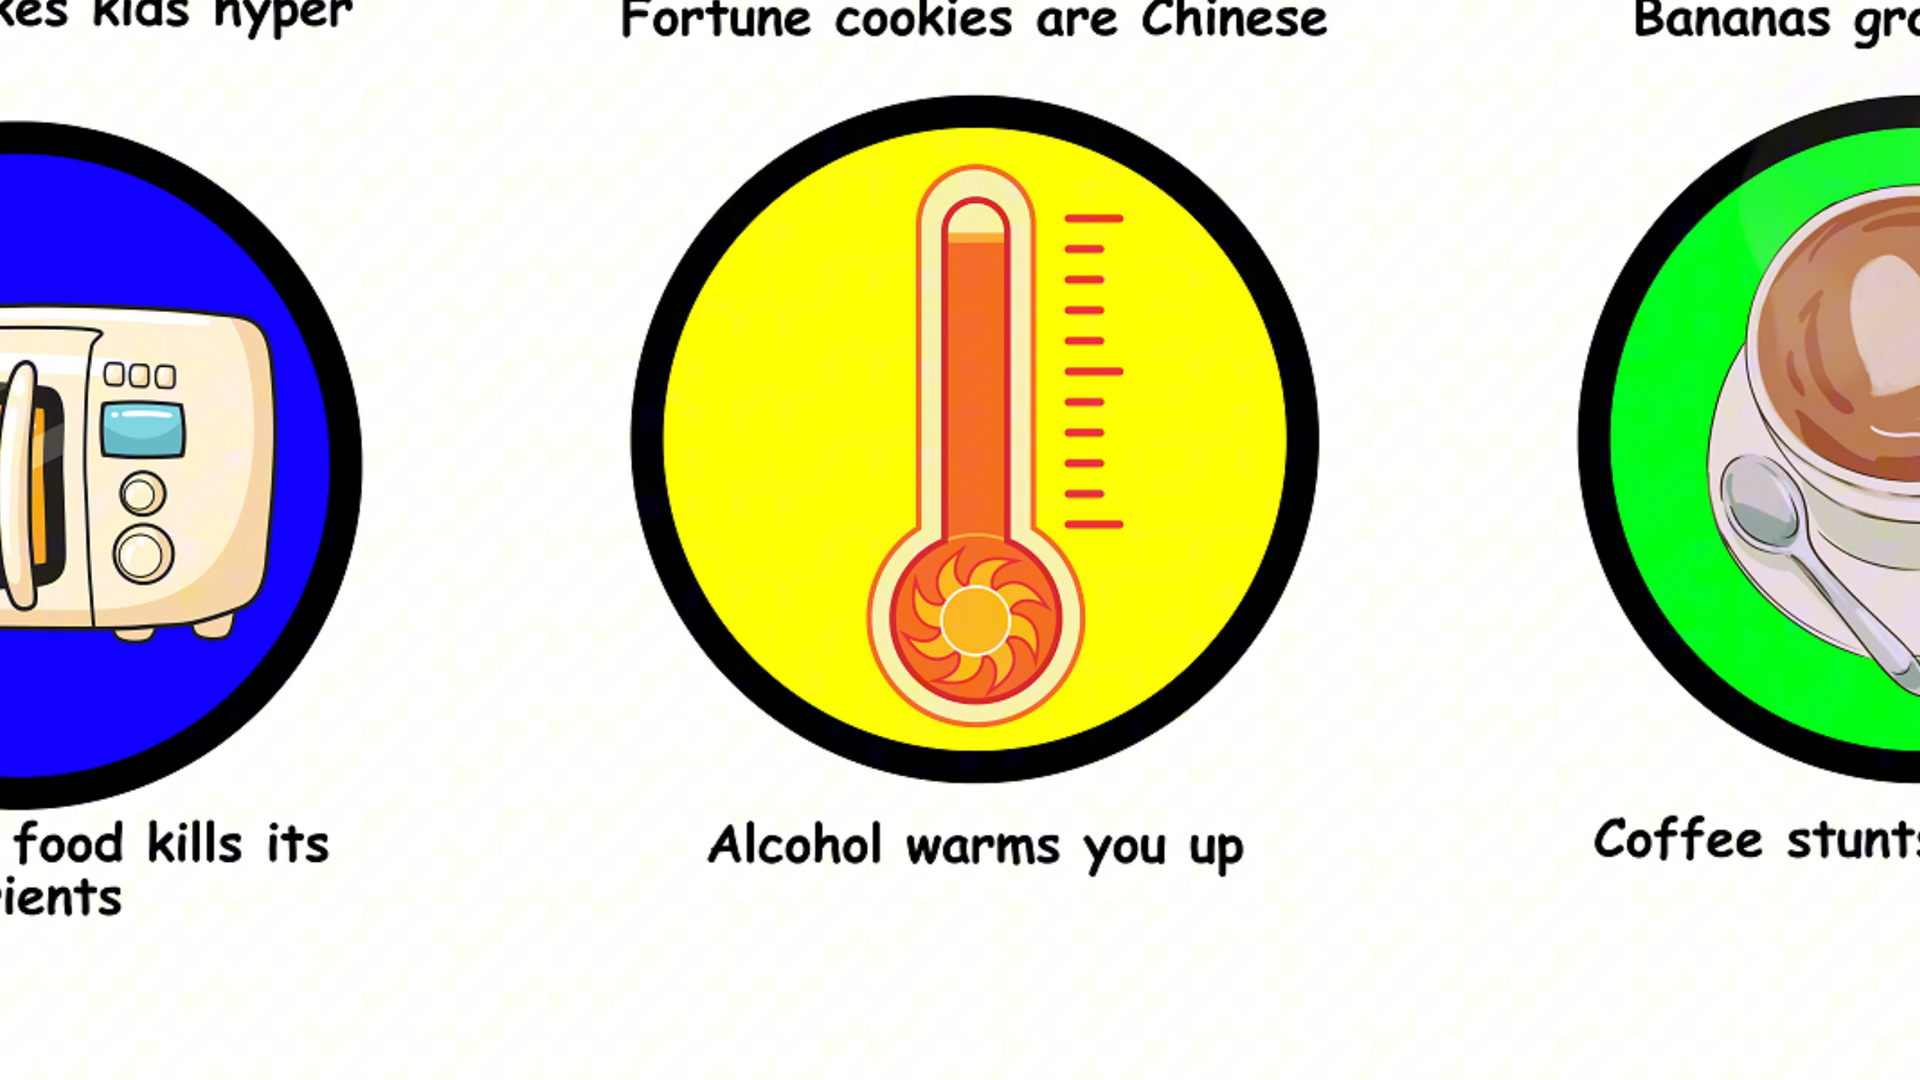 kids hyper
Fortune cookies are Chinese
Bananas
food kills its
Alcohol warms you up
Coffee